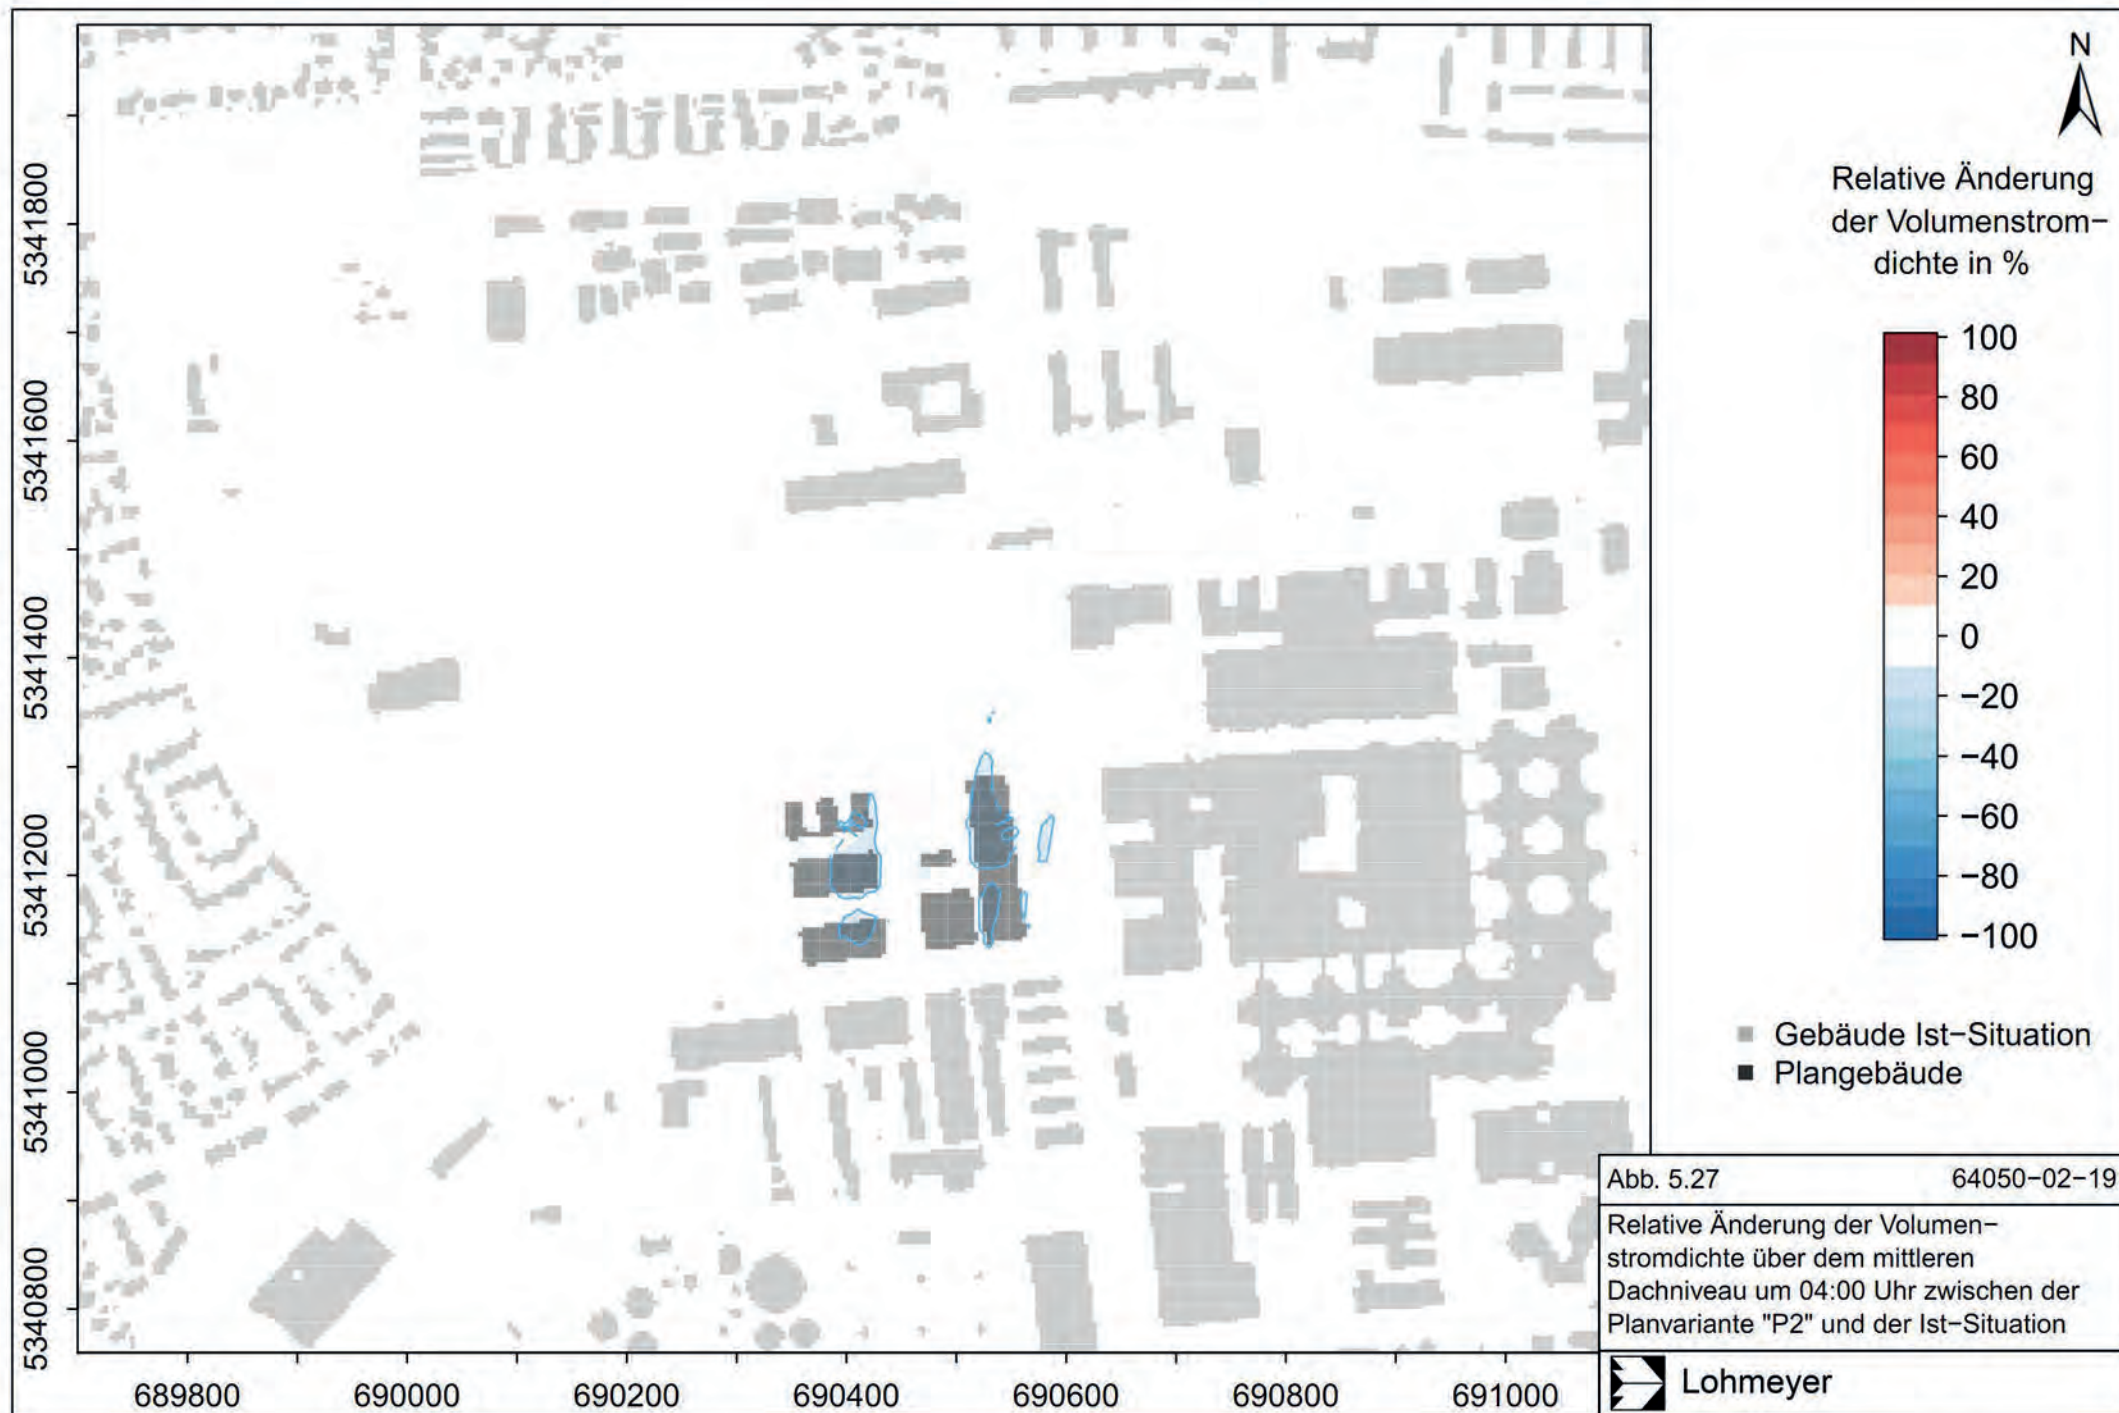 N
Relative Änderung
der Volumenstrom−
dichte in %
100
80
60
40
20
0
−20
−40
−60
−80
−100
Gebäude Ist−Situation
Plangebäude
5341800
5341600
5341400
5341200
5341000
5340800
689800
690000
690200
690400
690600
690800
691000
Abb. 5.27 64050−02−19
Relative Änderung der Volumen−
stromdichte über dem mittleren
Dachniveau um 04:00 Uhr zwischen der
Planvariante "P2" und der Ist−Situation
Lohmeyer